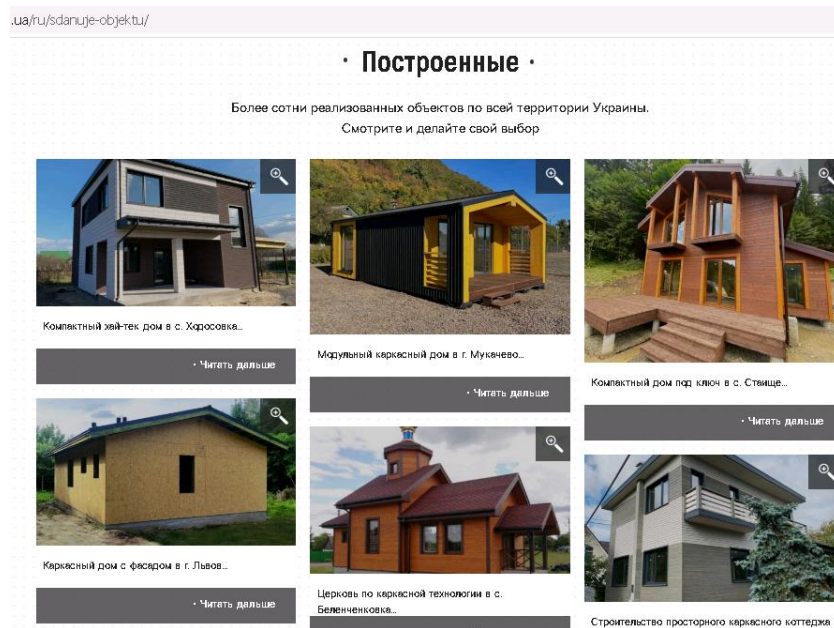 .ua/ru/sdanuje-objektu/
· Построенные ·
Более сотни реализованных объектов по всей территории Украины.
Смотрите и делайте свой выбор
Компактный хай-тек дом в с. Ходосовка...
· Читать дальше
Модульный каркасный дом в г. Мукачево...
· Читать дальше
Компактный дом под ключ в с. Стаище...
· Читать дальше
Каркасный дом с фасадом в г. Львов...
· Читать дальше
Церковь по каркасной технологии в с.
Беленченковка...
Строительство просторного каркасного коттеджа